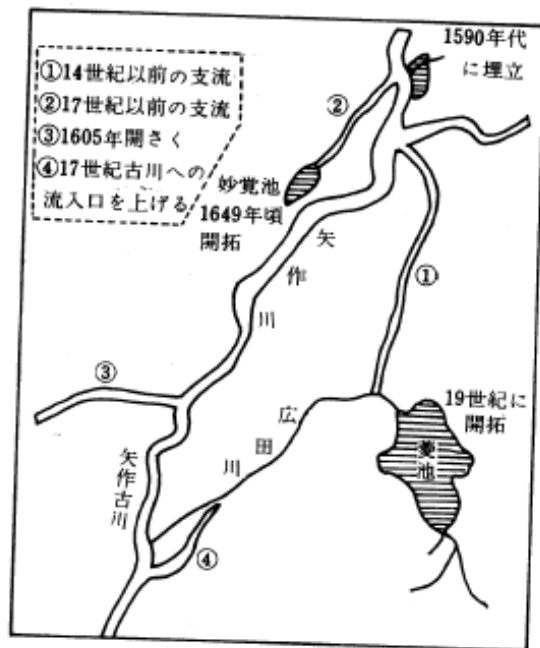 ①14世紀以前の支流
②17世紀以前の支流
③1605年開さく
④17世紀古川への
流入口を上げる
1590年代
に埋立
②
妙覚池
1649年頃
開拓
矢作川
①
③
19世紀に
開拓
菱池
広田川
矢作古川
④